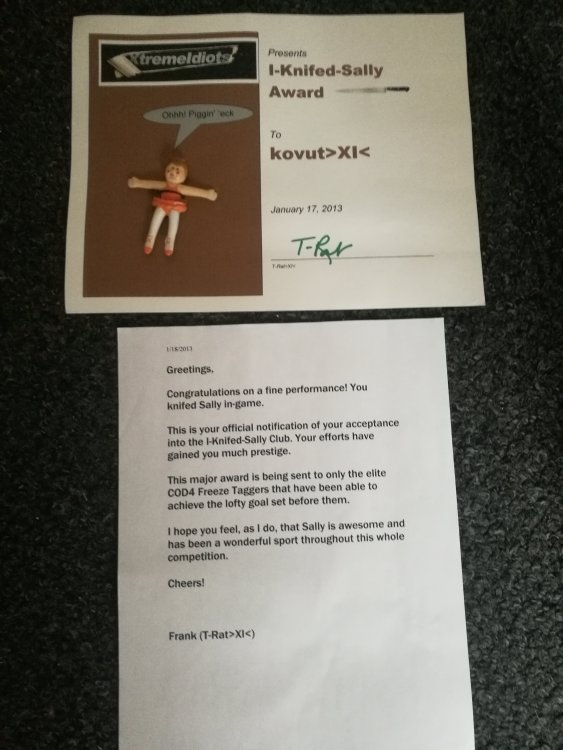 XtremeIdiots
Presents
I-Knifed-Sally
Award
Ohhh! Piggin' 'eck
To
kovut>XI<
January 17, 2013
T-Rat
T-Rat>XI<
1/18/2013
Greetings,
Congratulations on a fine performance! You
knifed Sally in-game.
This is your official notification of your acceptance
into the I-Knifed-Sally Club. Your efforts have
gained you much prestige.
This major award is being sent to only the elite
COD4 Freeze Taggers that have been able to
achieve the lofty goal set before them.
I hope you feel, as I do, that Sally is awesome and
has been a wonderful sport throughout this whole
competition.
Cheers!
Frank (T-Rat>XI<)